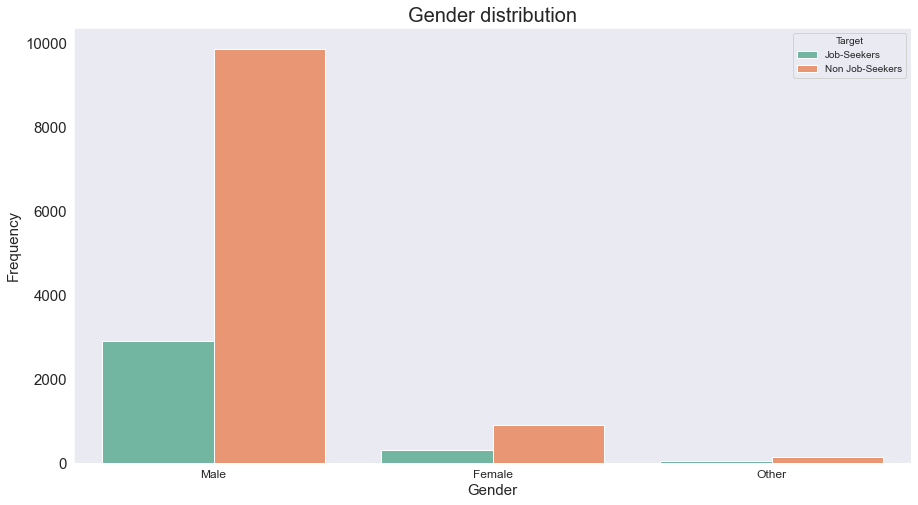 Gender distribution
Target
Job-Seekers
Non Job-Seekers
Frequency
10000
8000
6000
4000
2000
0
Male Female Other
Gender